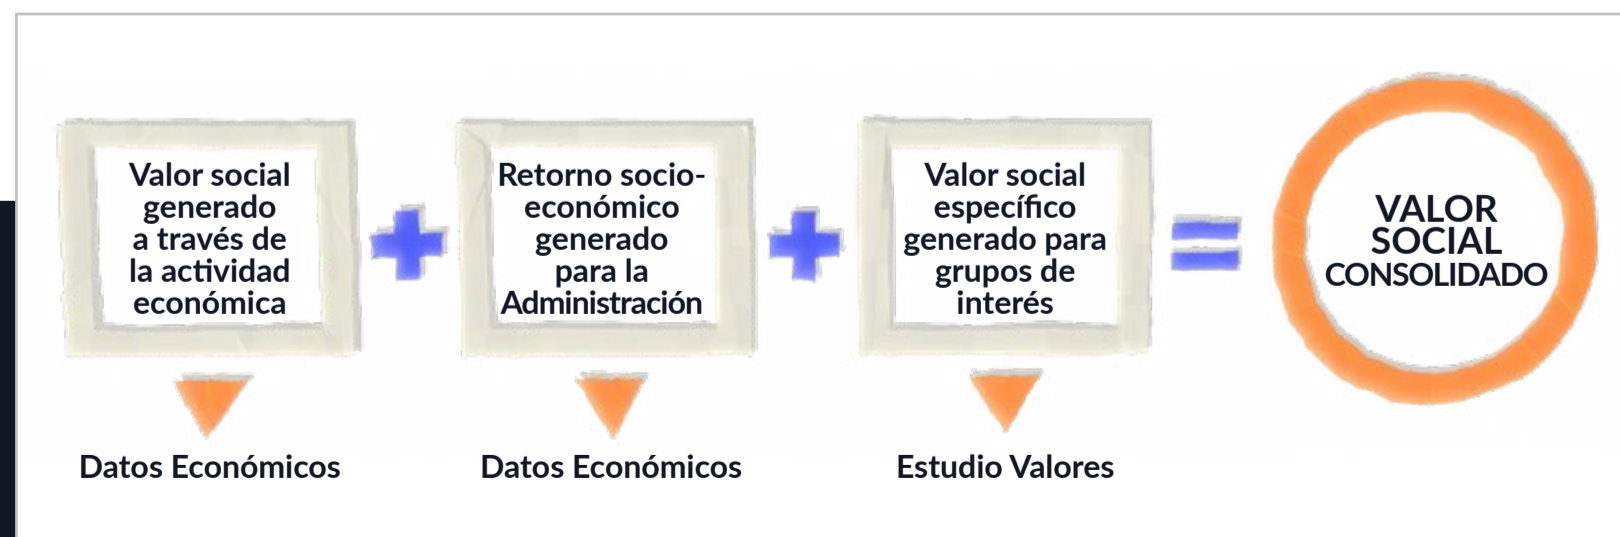 Valor social
generado
a través de
la actividad
económica
Retorno socio-
económico
generado
para la
Administración
Valor social
específico
generado para
grupos de
interés
VALOR
SOCIAL
CONSOLIDADO
Datos Económicos
Datos Económicos
Estudio Valores